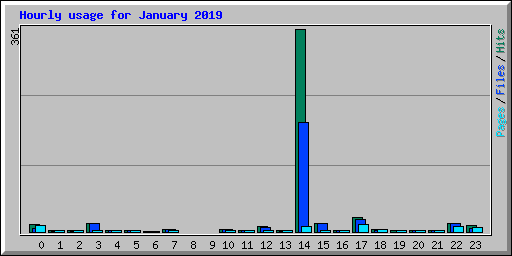 Hourly usage for January 2019
361
Pages / Files / Hits
0 1 2 3 4 5 6 7 8 9 10 11 12 13 14 15 16 17 18 19 20 21 22 23